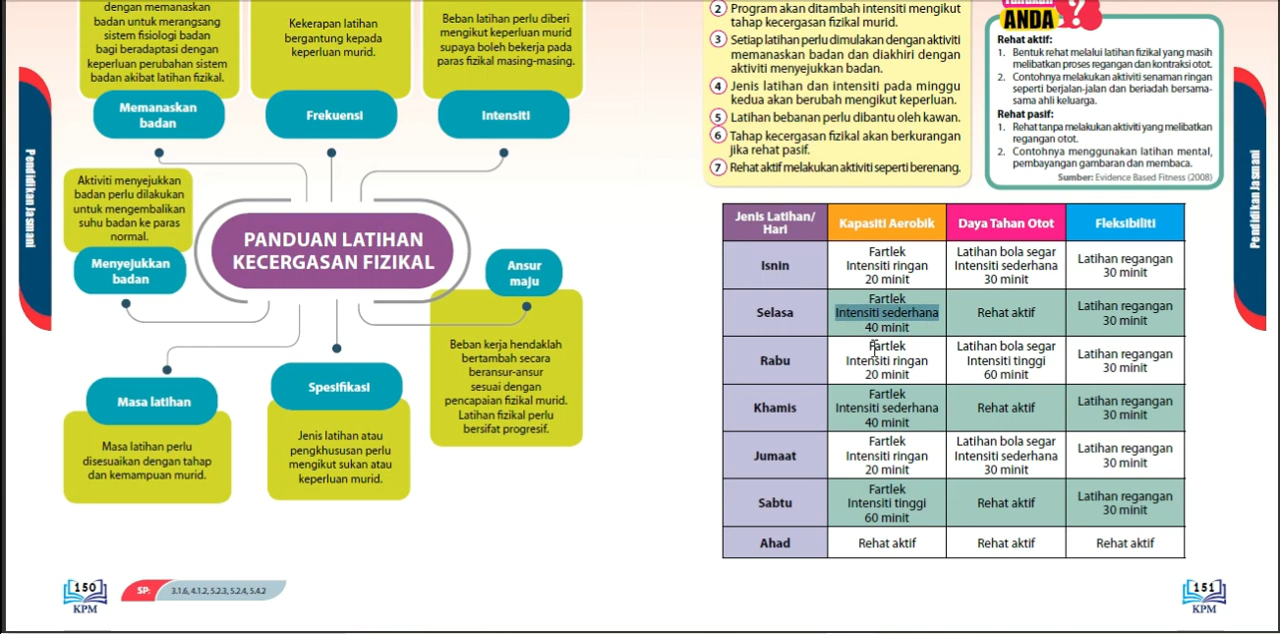 dengan memanaskan
badan untuk merangsang
sistem fisiologi badan
bagi beradaptasi dengan
keperluan perubahan sistem
badan akibat latihan fizikal.
Memanaskan
badan
Kekerapan latihan
bergantung kepada
keperluan murid.
Frekuensi
Beban latihan perlu diberi
mengikut keperluan murid
supaya boleh bekerja pada
paras fizikal masing-masing.
Intensiti
Pendidikan Jasmani
Aktiviti menyejukkan
badan perlu dilakukan
untuk mengembalikan
suhu badan ke paras
normal.
Menyejukkan
badan
PANDUAN LATIHAN
KECERGASAN FIZIKAL
Ansur
maju
Beban kerja hendaklah
bertambah secara
beransur-ansur
sesuai dengan
pencapaian fizikal murid.
Latihan fizikal perlu
bersifat progresif.
Masa latihan
Masa latihan perlu
disesuaikan dengan tahap
dan kemampuan murid.
Spesifikasi
Jenis latihan atau
pengkhususan perlu
mengikut sukan atau
keperluan murid.
150
KPM
SP: 3.1.6, 4.1.2, 5.2.3, 5.2.4, 5.4.2
2 Program akan ditambah intensiti mengikut
tahap kecergasan fizikal murid.
3 Setiap latihan perlu dimulakan dengan aktiviti
memanaskan badan dan diakhiri dengan
aktiviti menyejukkan badan.
4 Jenis latihan dan intensiti pada minggu
kedua akan berubah mengikut keperluan.
5 Latihan bebanan perlu dibantu oleh kawan.
6 Tahap kecergasan fizikal akan berkurangan
jika rehat pasif.
7 Rehat aktif melakukan aktiviti seperti berenang.
ANDA ?
Rehat aktif:
1. Bentuk rehat melalui latihan fizikal yang masih
melibatkan proses regangan dan kontraksi otot.
2. Contohnya melakukan aktiviti senaman ringan
seperti berjalan-jalan dan beriadah bersama-
sama ahli keluarga.
Rehat pasif:
1. Rehat tanpa melakukan aktiviti yang melibatkan
regangan otot.
2. Contohnya menggunakan latihan mental,
pembayangan gambaran dan membaca.
Sumber: Evidence Based Fitness (2008)
Pendidikan Jasmani
Jenis Latihan/
Hari
Kapasiti Aerobik
Daya Tahan Otot
Fleksibiliti
Isnin
Fartlek
Intensiti ringan
20 minit
Latihan bola segar
Intensiti sederhana
30 minit
Latihan regangan
30 minit
Selasa
Fartlek
Intensiti sederhana
40 minit
Rehat aktif
Latihan regangan
30 minit
Rabu
Fartlek
Intensiti ringan
20 minit
Latihan bola segar
Intensiti tinggi
60 minit
Latihan regangan
30 minit
Khamis
Fartlek
Intensiti sederhana
40 minit
Rehat aktif
Latihan regangan
30 minit
Jumaat
Fartlek
Intensiti ringan
20 minit
Latihan bola segar
Intensiti sederhana
30 minit
Latihan regangan
30 minit
Sabtu
Fartlek
Intensiti tinggi
60 minit
Rehat aktif
Latihan regangan
30 minit
Ahad
Rehat aktif
Rehat aktif
Rehat aktif
151
KPM